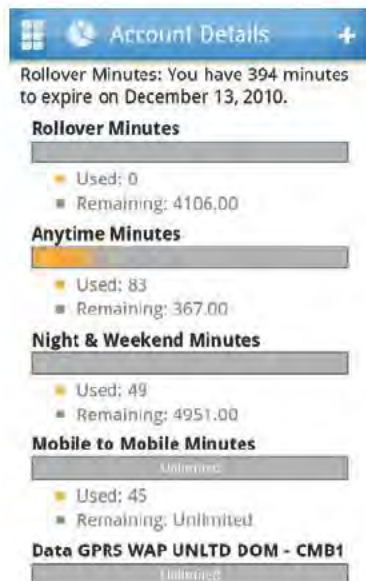 Account Details
Rollover Minutes: You have 394 minutes
to expire on December 13, 2010.
Rollover Minutes
Used: 0
Remaining: 4106.00
Anytime Minutes
Used: 83
Remaining: 367.00
Night & Weekend Minutes
Used: 49
Remaining: 4951.00
Mobile to Mobile Minutes
Unlimited
Used: 45
Remaining: Unlimited
Data GPRS WAP UNLTD DOM - CMB1
Unlimited